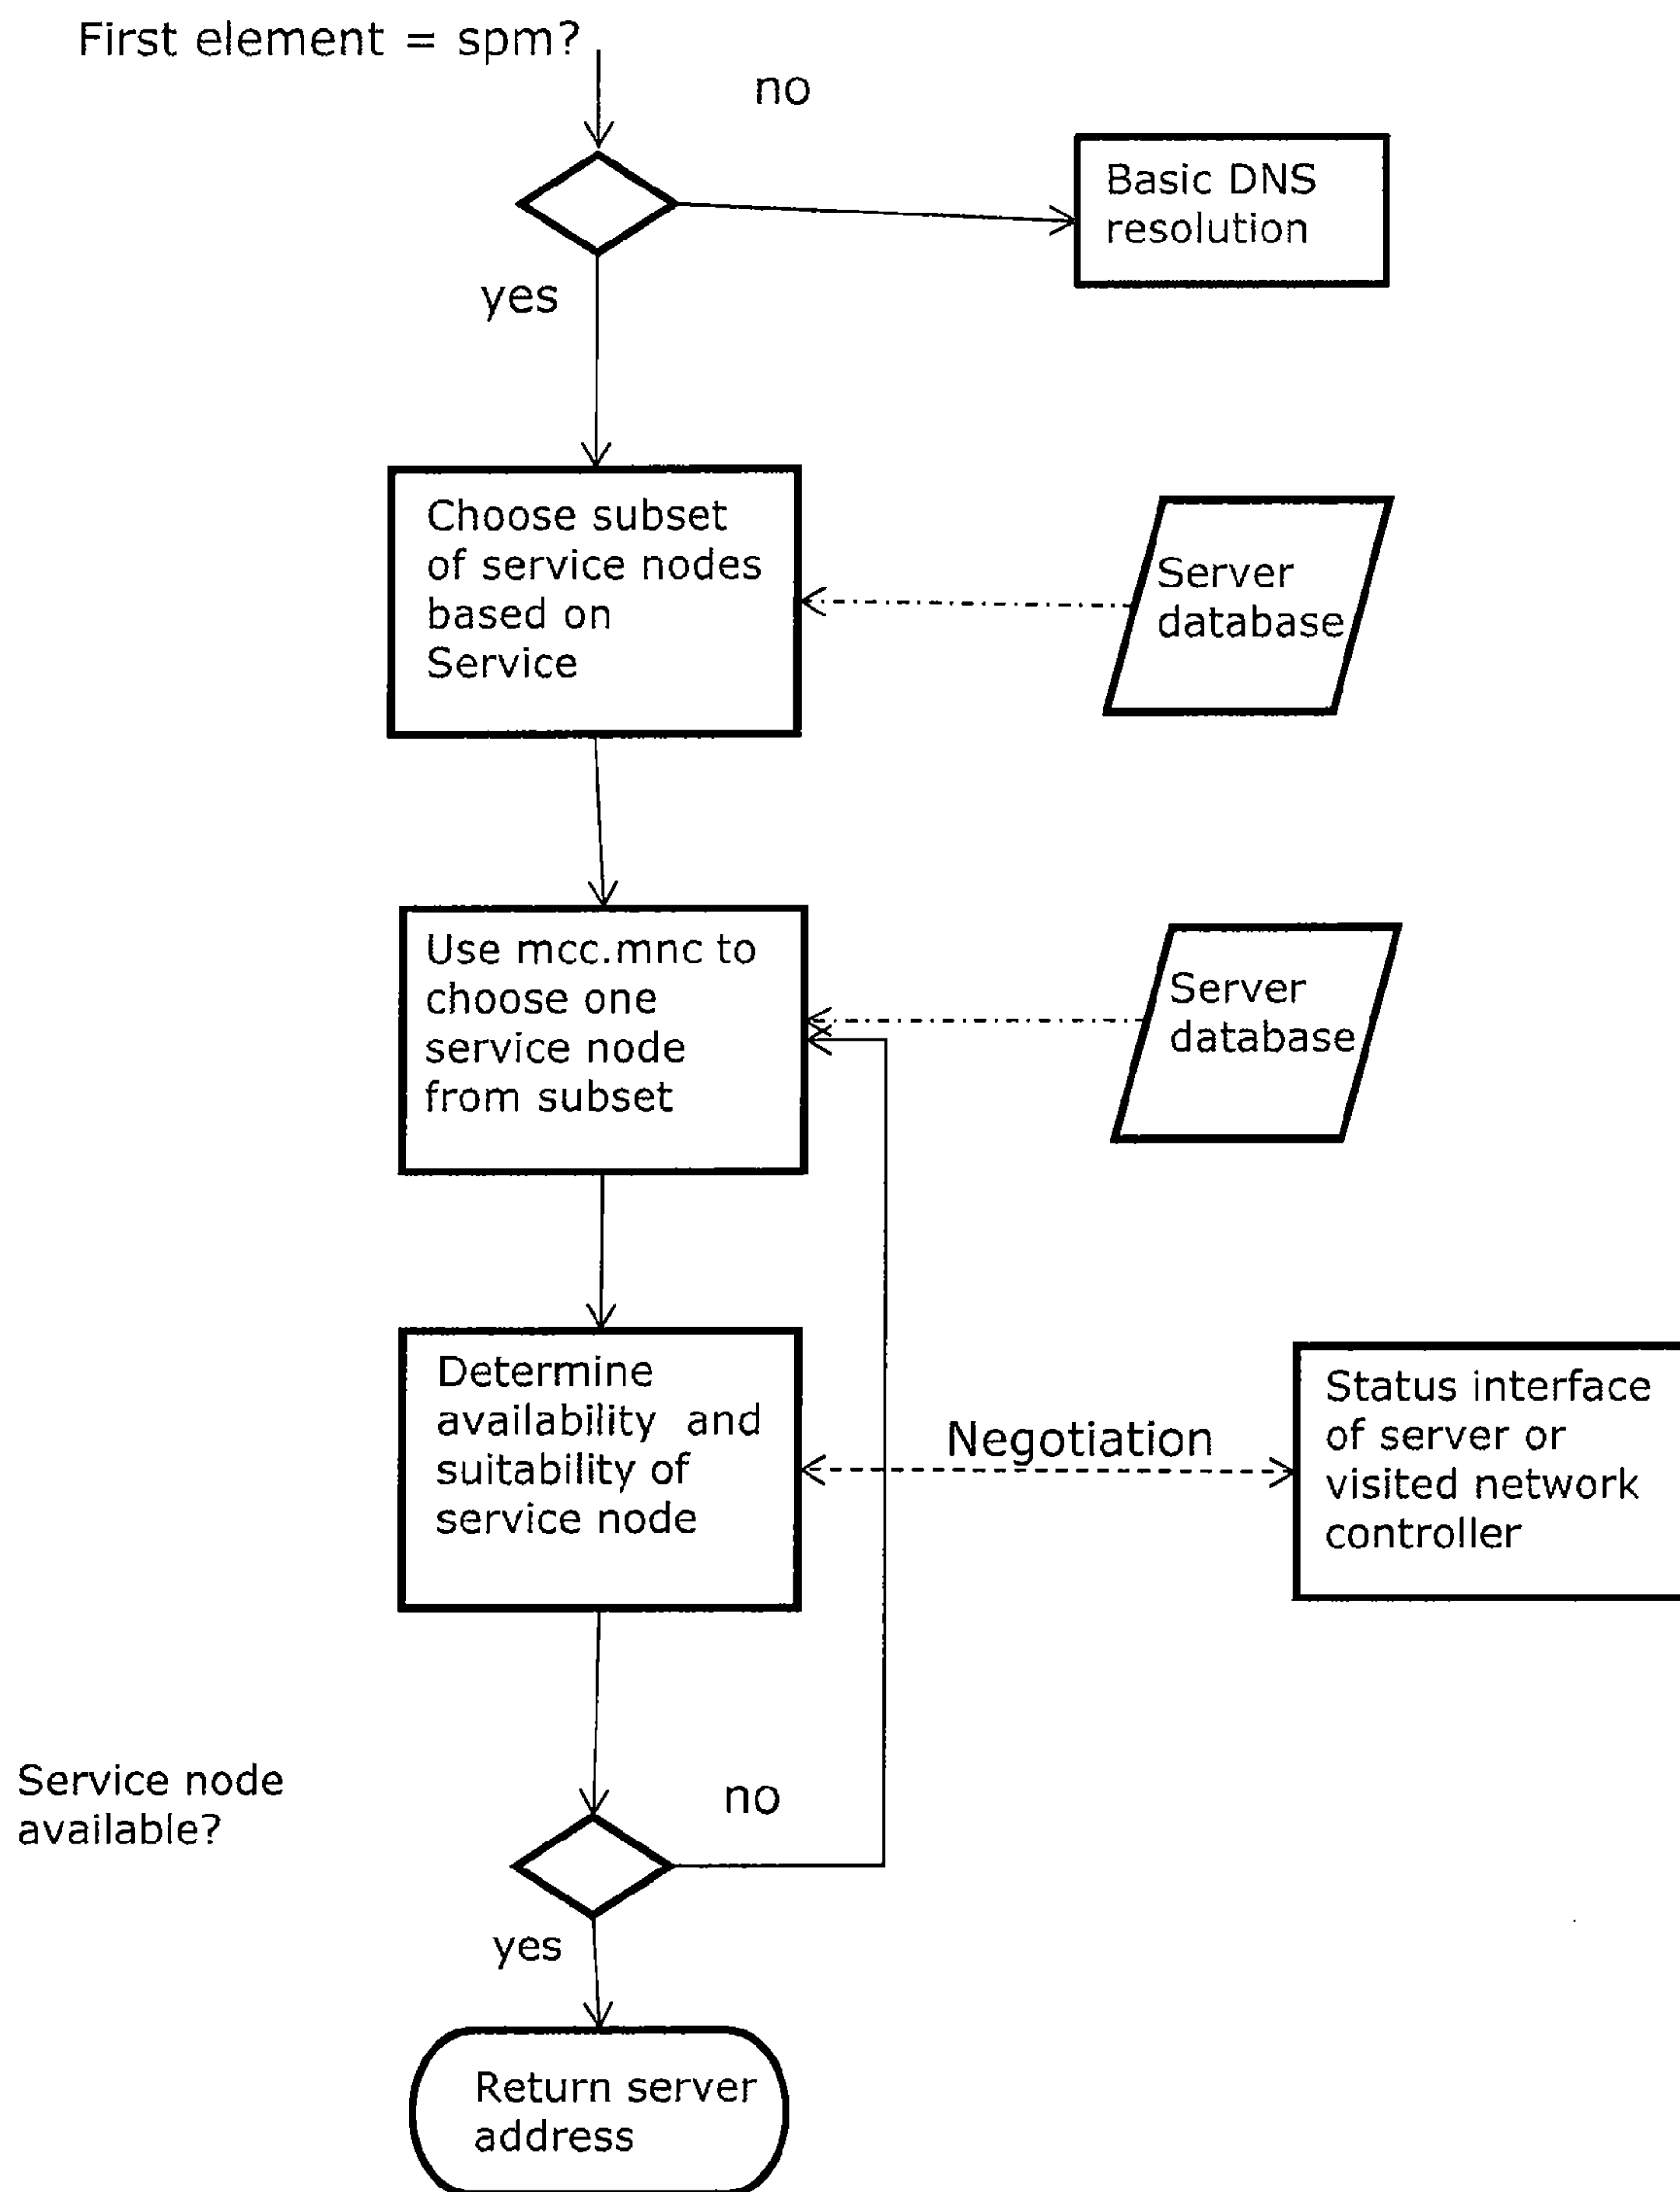 First element = spm?
no
Basic DNS
resolution
yes
Choose subset
of service nodes
based on
Service
Server
database
Use mcc.mnc to
choose one
service node
from subset
Server
database
Determine
availability and
suitability of
service node
Negotiation
Status interface
of server or
visited network
controller
Service node
available?
no
yes
Return server
address